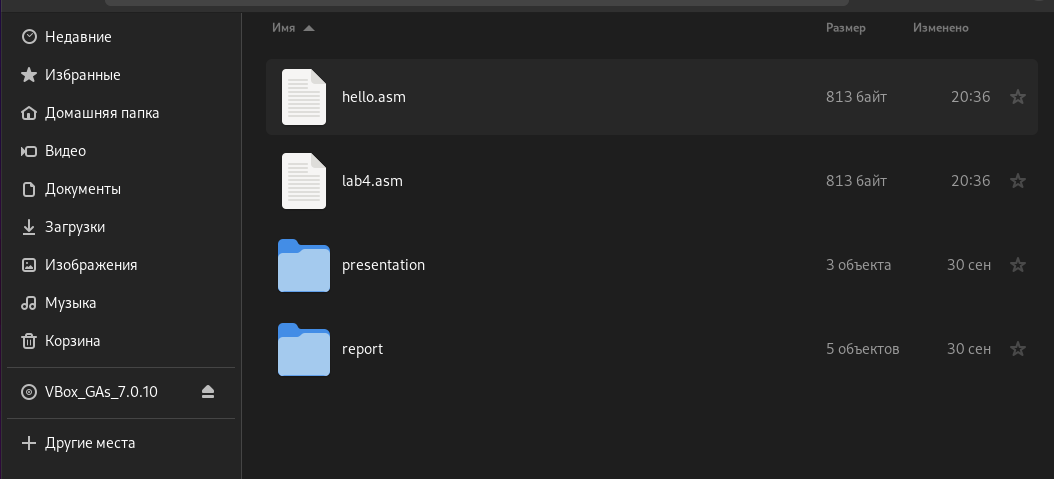 Недавние
Избранные
Домашняя папка
Видео
Документы
Загрузки
Изображения
Музыка
Корзина
VBox_GAs_7.0.10
Другие места
Имя Размер Изменено
hello.asm 813 байт 20:36
lab4.asm 813 байт 20:36
presentation 3 объекта 30 сен
report 5 объектов 30 сен